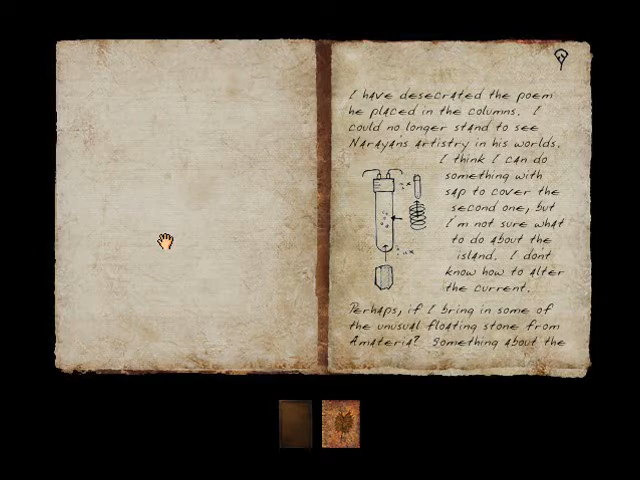 I have desecrated the poem
he placed in the columns. I
could no longer stand to see
Narayan's artistry in his worlds.
I think I can do
something with
sap to cover the
second one, but
I'm not sure what
to do about the
island. I don't
know how to alter
the current.
Perhaps, if I bring in some of
the unusual floating stone from
Amateria? Something about the